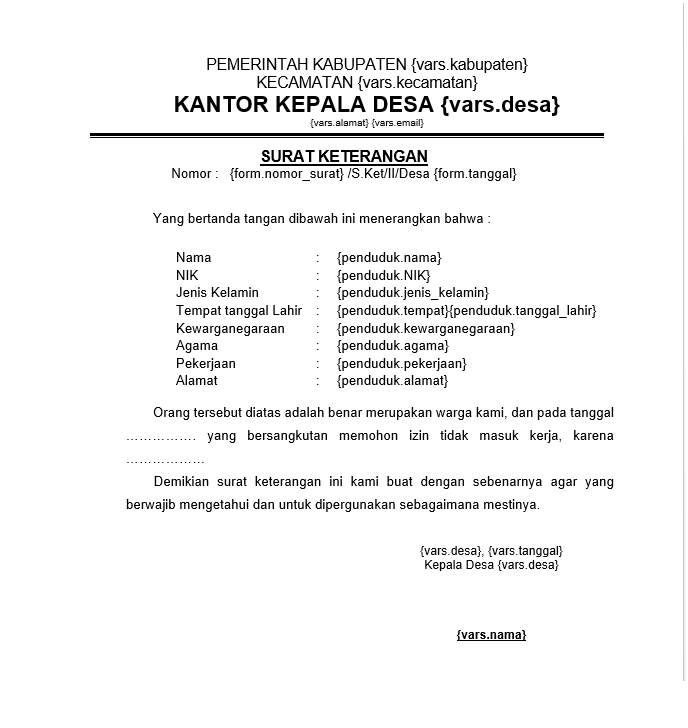 PEMERINTAH KABUPATEN {vars.kabupaten}
KECAMATAN {vars.kecamatan}
KANTOR KEPALA DESA {vars.desa}
{vars.alamat} {vars.email}
SURAT KETERANGAN
Nomor : {form.nomor_surat} /S.Ket/II/Desa {form.tanggal}
Yang bertanda tangan dibawah ini menerangkan bahwa :
Nama : {penduduk.nama}
NIK : {penduduk.NIK}
Jenis Kelamin : {penduduk.jenis_kelamin}
Tempat tanggal Lahir : {penduduk.tempat}{penduduk.tanggal_lahir}
Kewarganegaraan : {penduduk.kewarganegaraan}
Agama : {penduduk.agama}
Pekerjaan : {penduduk.pekerjaan}
Alamat : {penduduk.alamat}
Orang tersebut diatas adalah benar merupakan warga kami, dan pada tanggal
……………. yang bersangkutan memohon izin tidak masuk kerja, karena
………………
Demikian surat keterangan ini kami buat dengan sebenarnya agar yang
berwajib mengetahui dan untuk dipergunakan sebagaimana mestinya.
{vars.desa}, {vars.tanggal}
Kepala Desa {vars.desa}
{vars.nama}